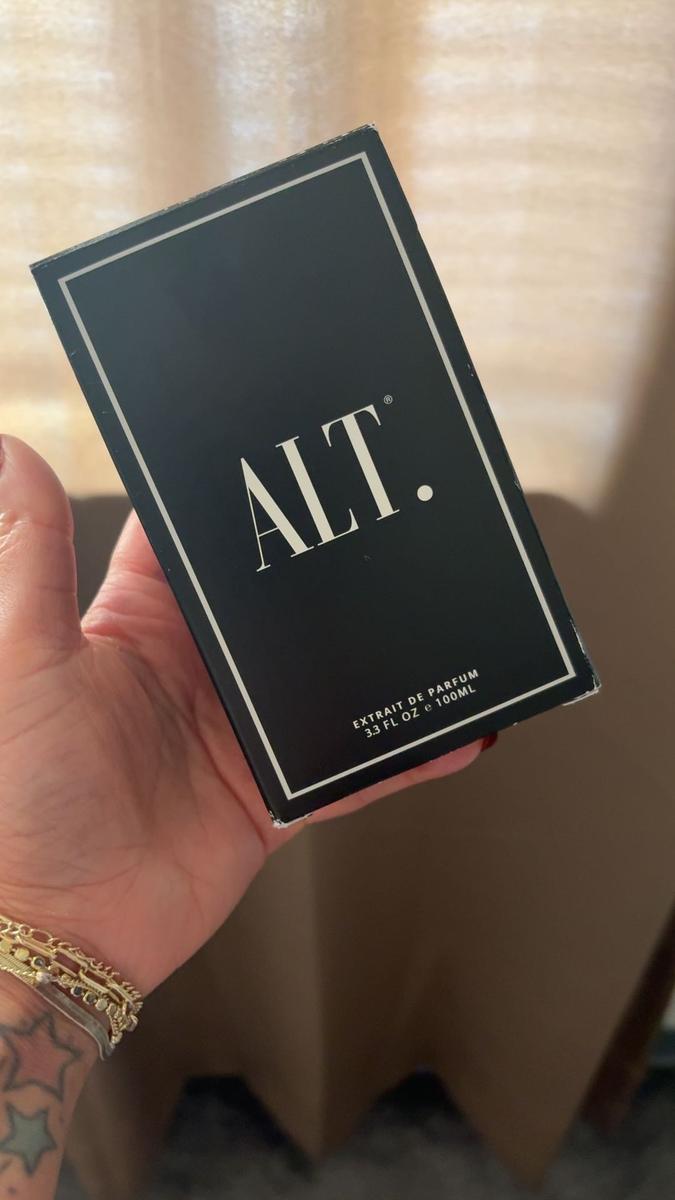 ALT.®
EXTRAIT DE PARFUM
3.3 FL OZ ℮ 100ML